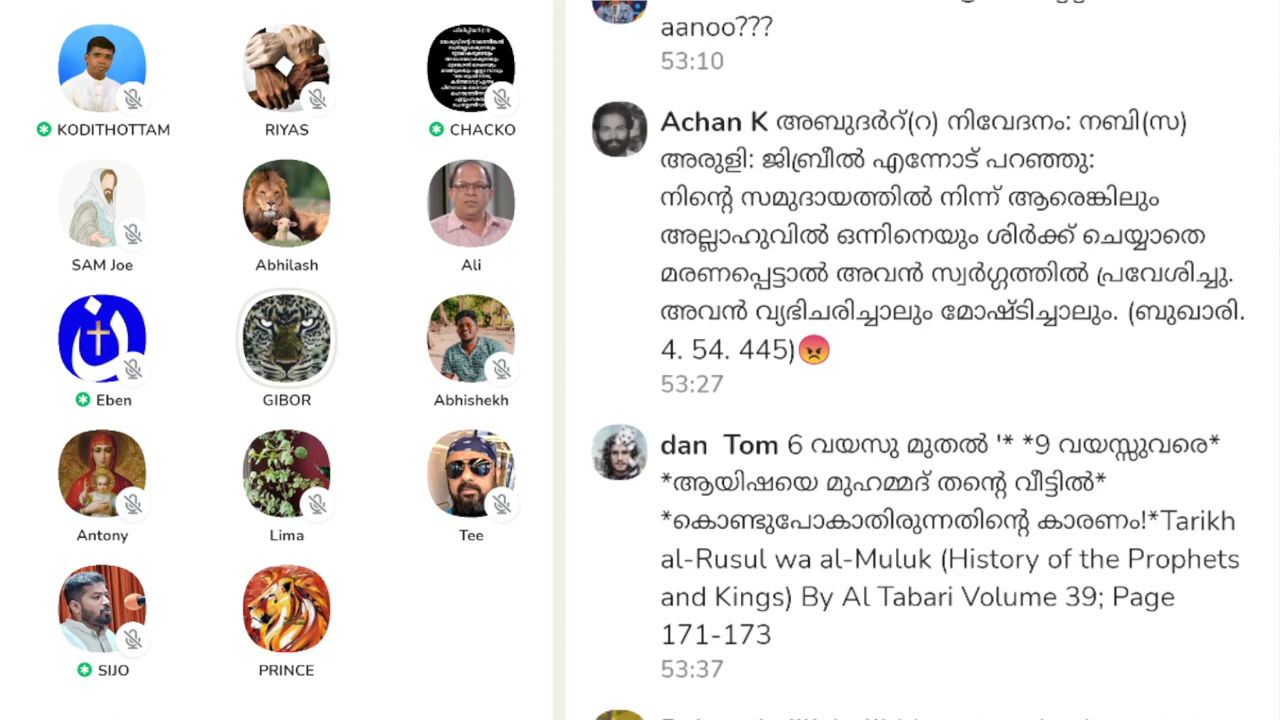 KODITHOTTAM
RIYAS
CHACKO
SAM Joe
Abhilash
Ali
Eben
GIBOR
Abhishekh
Antony
Lima
Tee
SIJO
PRINCE
aanoo???
53:10
Achan K അബുദർറ്(റ) നിവേദനം: നബി(സ)
അരുളി: ജിബ്രീൽ എന്നോട് പറഞ്ഞു:
നിന്റെ സമുദായത്തിൽ നിന്ന് ആരെങ്കിലും
അല്ലാഹുവിൽ ഒന്നിനെയും ശിർക്ക് ചെയ്യാതെ
മരണപ്പെട്ടാൽ അവൻ സ്വർഗ്ഗത്തിൽ പ്രവേശിച്ചു.
അവൻ വ്യഭിചരിച്ചാലും മോഷ്ടിച്ചാലും. (ബുഖാരി.
4. 54. 445)😡
53:27
dan Tom 6 വയസു മുതൽ '* *9 വയസ്സുവരെ*
*ആയിഷയെ മുഹമ്മദ് തന്റെ വീട്ടിൽ*
*കൊണ്ടുപോകാതിരുന്നതിന്റെ കാരണം!*Tarikh
al-Rusul wa al-Muluk (History of the Prophets
and Kings) By Al Tabari Volume 39; Page
171-173
53:37